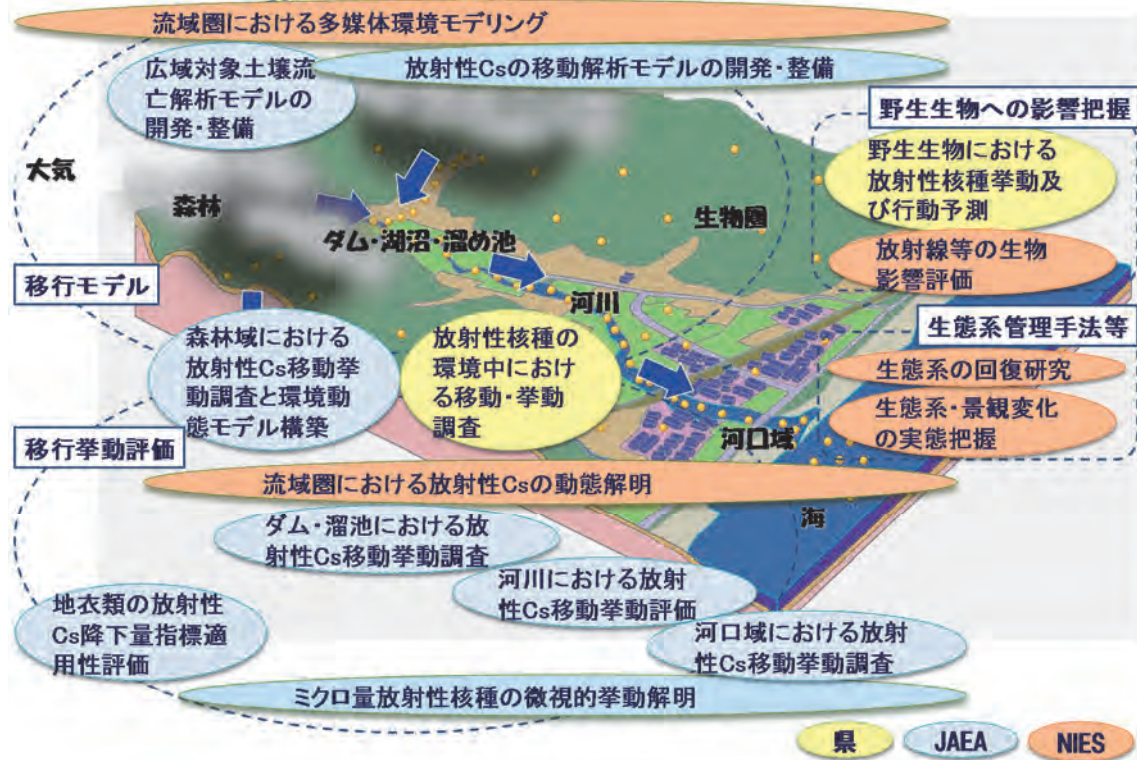 流域圏における多媒体環境モデリング
広域対象土壌流
亡解析モデルの
開発・整備
放射性Csの移動解析モデルの開発・整備
野生生物への影響把握
野生生物における
放射性核種挙動及
び行動予測
大気
森林
生物圏
ダム・湖沼・溜め池
放射線等の生物
影響評価
移行モデル
河川
生態系管理手法等
森林域における
放射性Cs移動挙
動調査と環境動
態モデル構築
放射性核種の
環境中におけ
る移動・挙動
調査
生態系の回復研究
生態系・景観変化
の実態把握
移行挙動評価
河口域
流域圏における放射性Csの動態解明
海
ダム・溜池における放
射性Cs移動挙動調査
河川における放射
性Cs移動挙動評価
地衣類の放射性
Cs降下量指標適
用性評価
河口域における放射
性Cs移動挙動調査
ミクロ量放射性核種の微視的挙動解明
県
JAEA
NIES